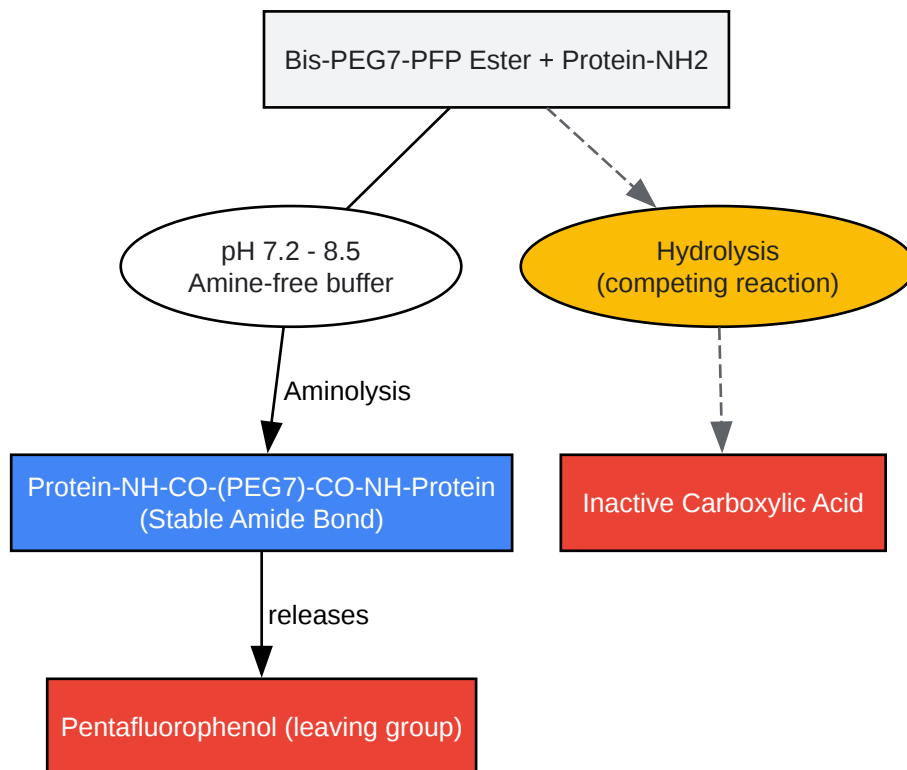 Bis-PEG7-PFP Ester + Protein-NH2
pH 7.2 - 8.5
Amine-free buffer
Hydrolysis
(competing reaction)
Aminolysis
Protein-NH-CO-(PEG7)-CO-NH-Protein
(Stable Amide Bond)
Inactive Carboxylic Acid
releases
Pentafluorophenol (leaving group)